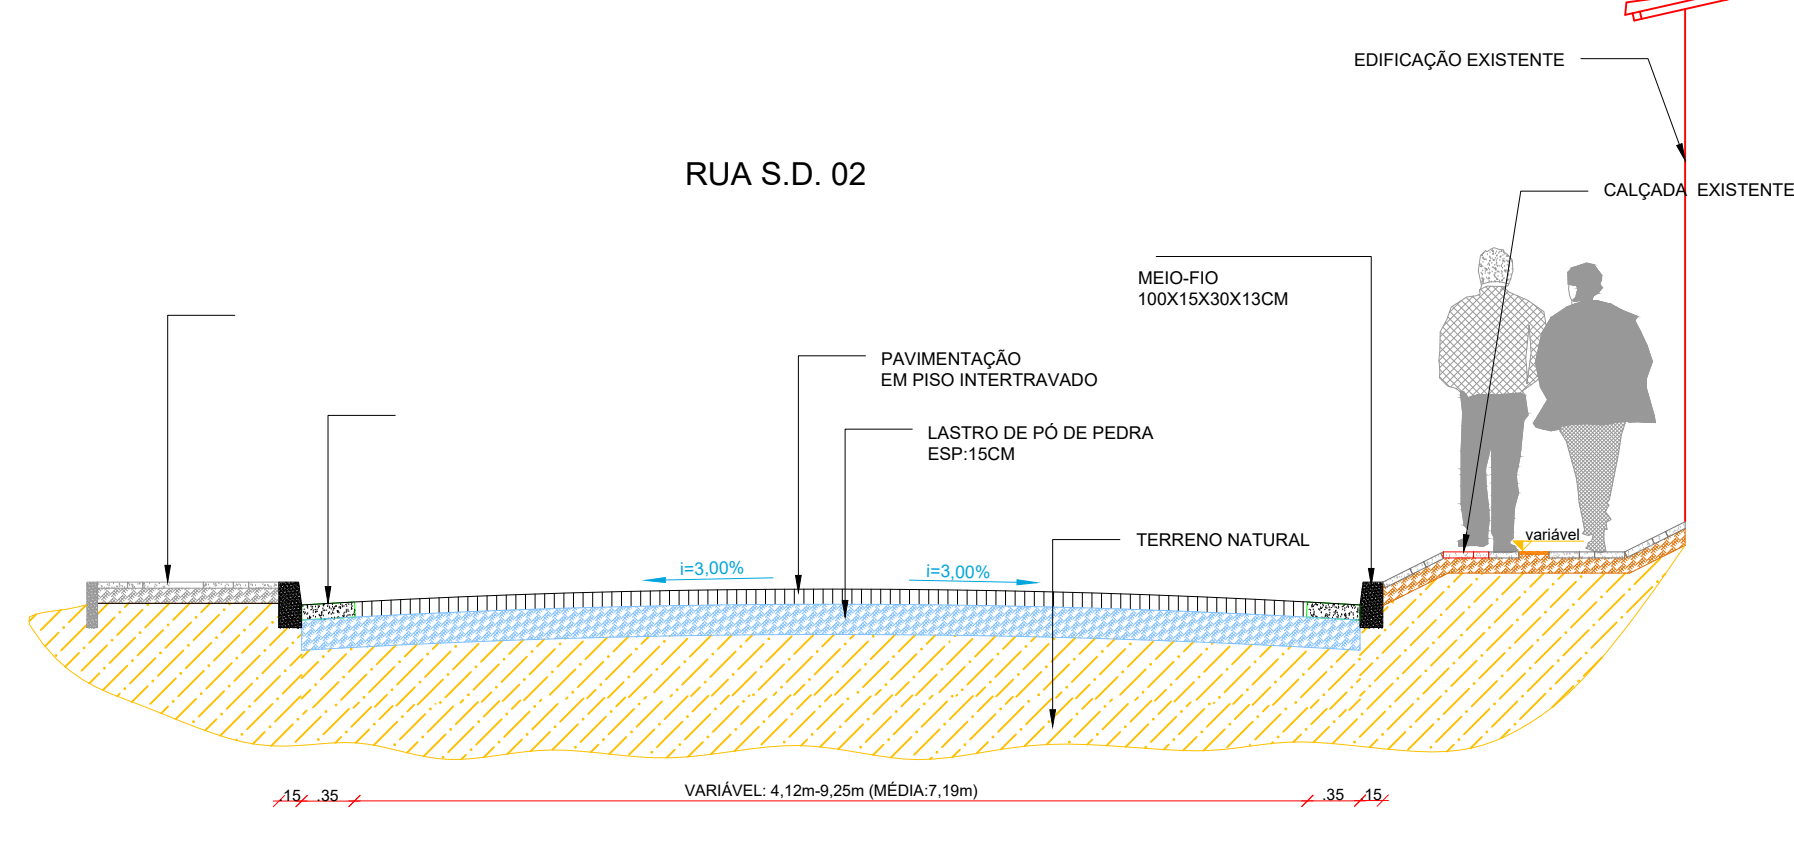 EDIFICAÇÃO EXISTENTE
RUA S.D. 02
CALÇADA EXISTENTE
MEIO-FIO
100X15X30X13CM
PAVIMENTAÇÃO
EM PISO INTERTRAVADO
LASTRO DE PÓ DE PEDRA
ESP:15CM
TERRENO NATURAL
variável
i=3,00%
i=3,00%
.15
.35
VARIÁVEL: 4,12m-9,25m (MÉDIA:7,19m)
.35
.15